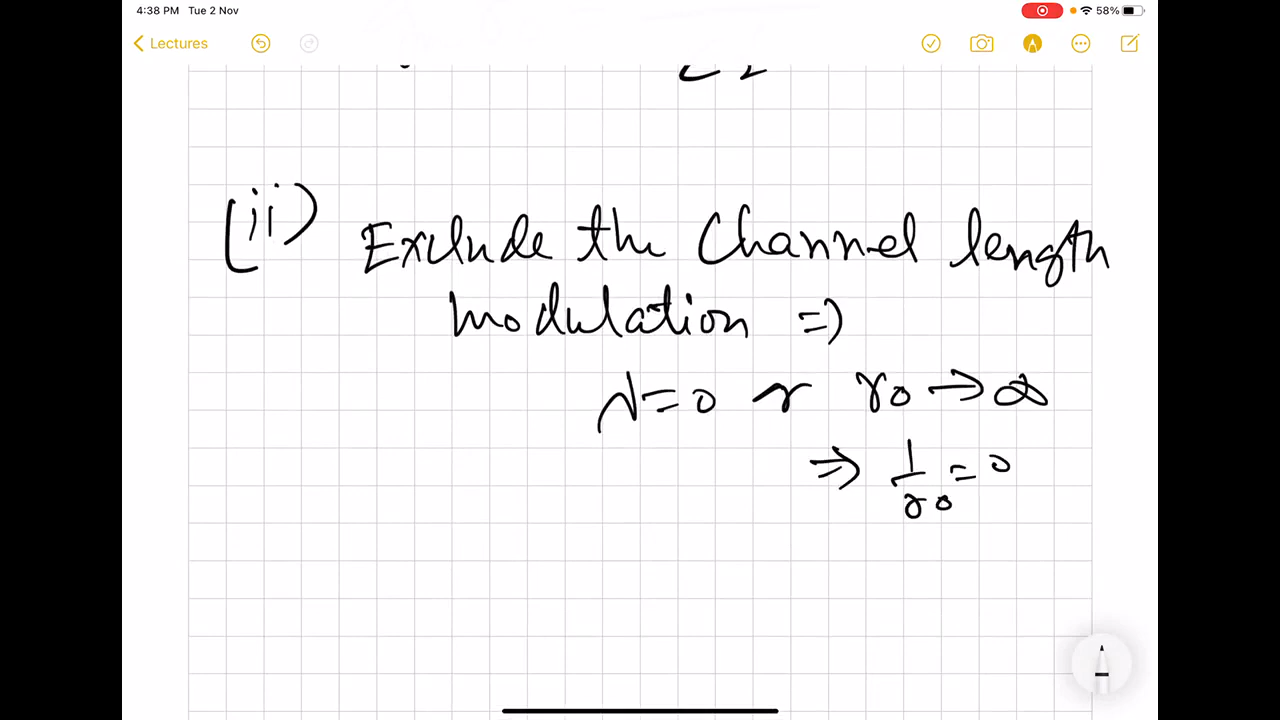 4:38 PM Tue 2 Nov 58%
Lectures
(ii) Exclude the Channel length
modulation =>
λ=0 or r0 → ∞
⇒ 1/r0 = 0